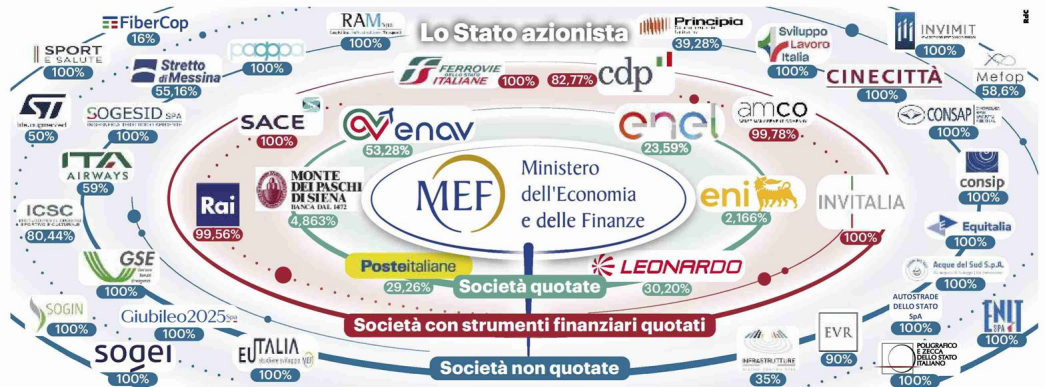 Lo Stato azionista
RdC
FiberCop
16%
RAM
100%
Principia
39,28%
Sviluppo
Lavoro
Italia
100%
INVIMIT
100%
SPORT
E SALUTE
100%
Stretto
di Messina
55,16%
pagopa
100%
FERROVIE
DELLO STATO
ITALIANE
100%
82,77%
cdp
CINECITTÀ
100%
Mefop
58,6%
ST
50%
SOGESID SPA
100%
SACE
100%
enav
53,28%
enel
23,59%
amco
99,78%
CONSAP
100%
ITA
AIRWAYS
59%
Rai
99,56%
MONTE
DEI PASCHI
DI SIENA
BANCA DAL 1472
4,863%
MEF
Ministero
dell'Economia
e delle Finanze
eni
2,166%
INVITALIA
100%
consip
100%
ICSC
80,44%
Equitalia
100%
GSE
100%
Posteitaliane
29,26%
LEONARDO
30,20%
Acque del Sud S.p.A.
100%
Società quotate
SOGIN
100%
Giubileo2025 SpA
100%
Società con strumenti finanziari quotati
AUTOSTRADE
DELLO STATO
SpA
100%
ENIT
SPA
100%
sogei
100%
EUTALIA
studiare sviluppo MEF
100%
Società non quotate
INFRASTRUTTURE
35%
EVR
90%
POLIGRAFICO
E ZECCA
DELLO STATO
ITALIANO
100%